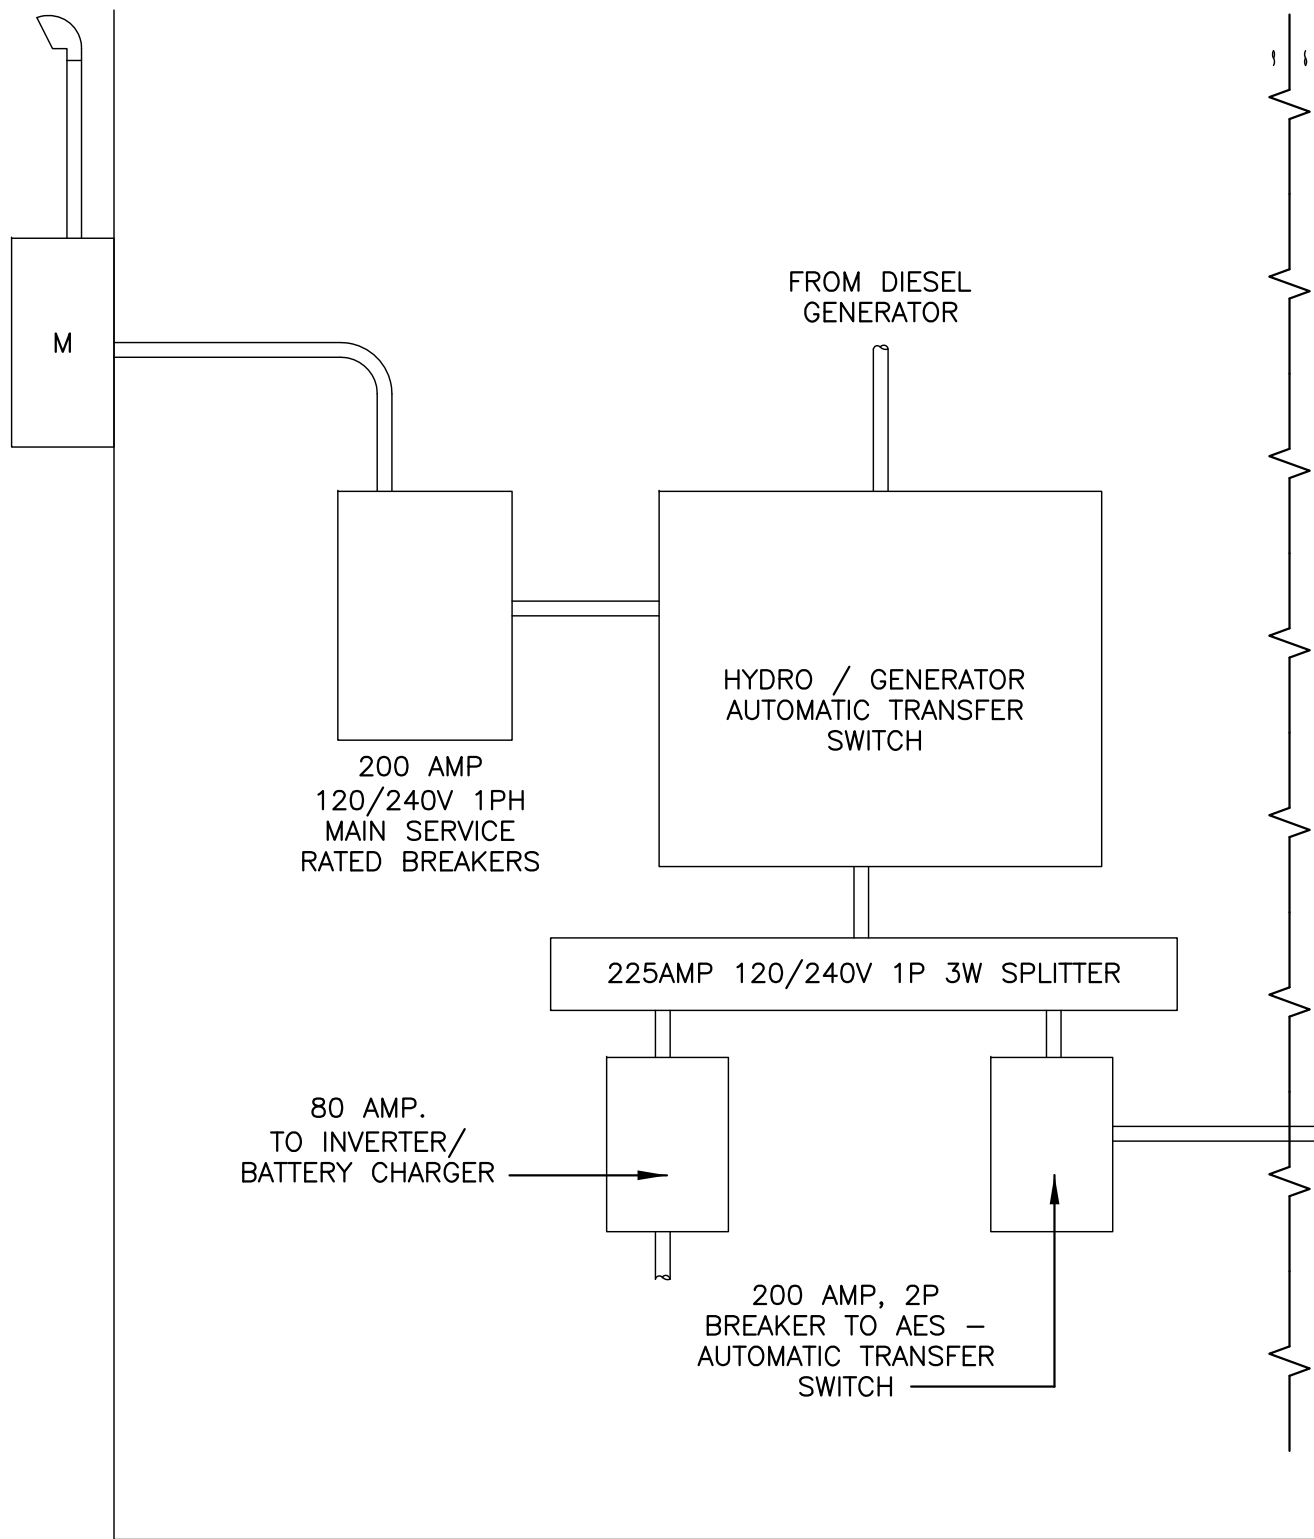 FROM DIESEL
GENERATOR
M
HYDRO / GENERATOR
AUTOMATIC TRANSFER
SWITCH
200 AMP
120/240V 1PH
MAIN SERVICE
RATED BREAKERS
225AMP 120/240V 1P 3W SPLITTER
80 AMP.
TO INVERTER/
BATTERY CHARGER
200 AMP, 2P
BREAKER TO AES –
AUTOMATIC TRANSFER
SWITCH